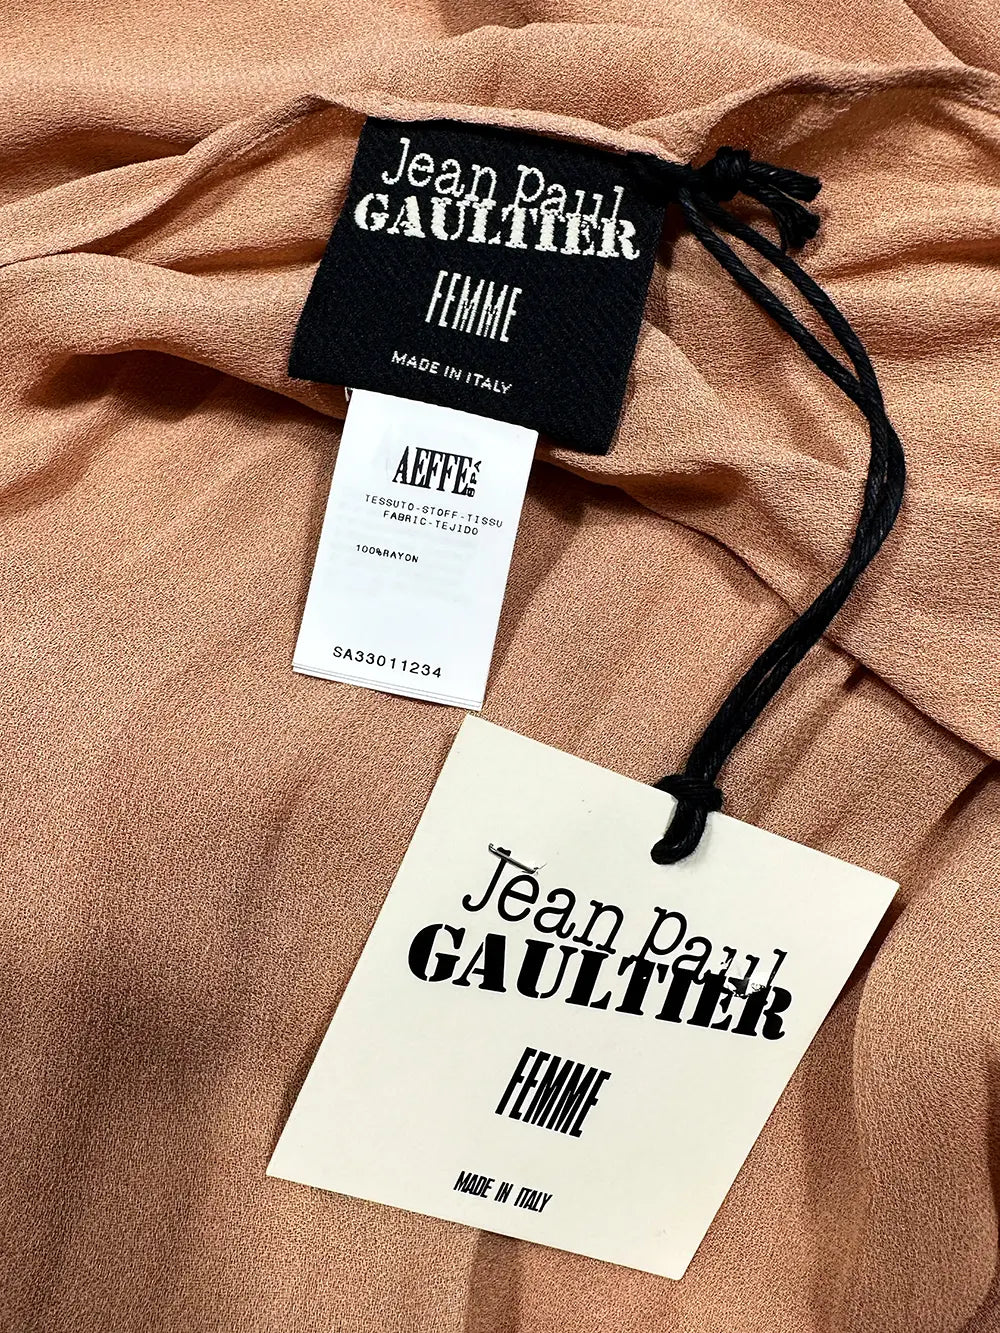 Jean Paul
GAULTIER
FEMME
MADE IN ITALY
AEFFE SPA
TESSUTO-STOFF-TISSU
FABRIC-TEJIDO
100%RAYON
SA33011234
Jean Paul
GAULTIER
FEMME
MADE IN ITALY